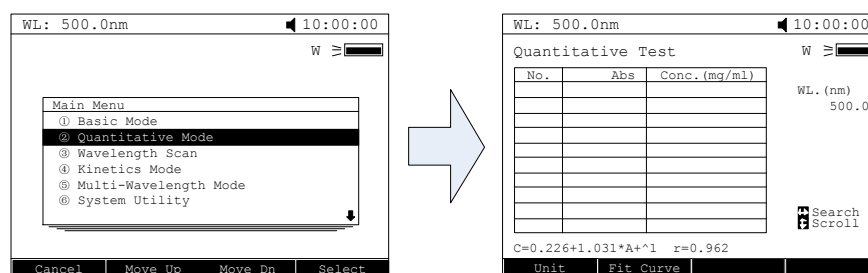 WL: 500.0nm 10:00:00
W
Main Menu
① Basic Mode
② Quantitative Mode
③ Wavelength Scan
④ Kinetics Mode
⑤ Multi-Wavelength Mode
⑥ System Utility
Cancel Move Up Move Dn Select
WL: 500.0nm 10:00:00
Quantitative Test W
No. Abs Conc.(mg/ml)
WL.(nm)
500.0
Search
Scroll
C=0.226+1.031*A+^1 r=0.962
Unit Fit Curve